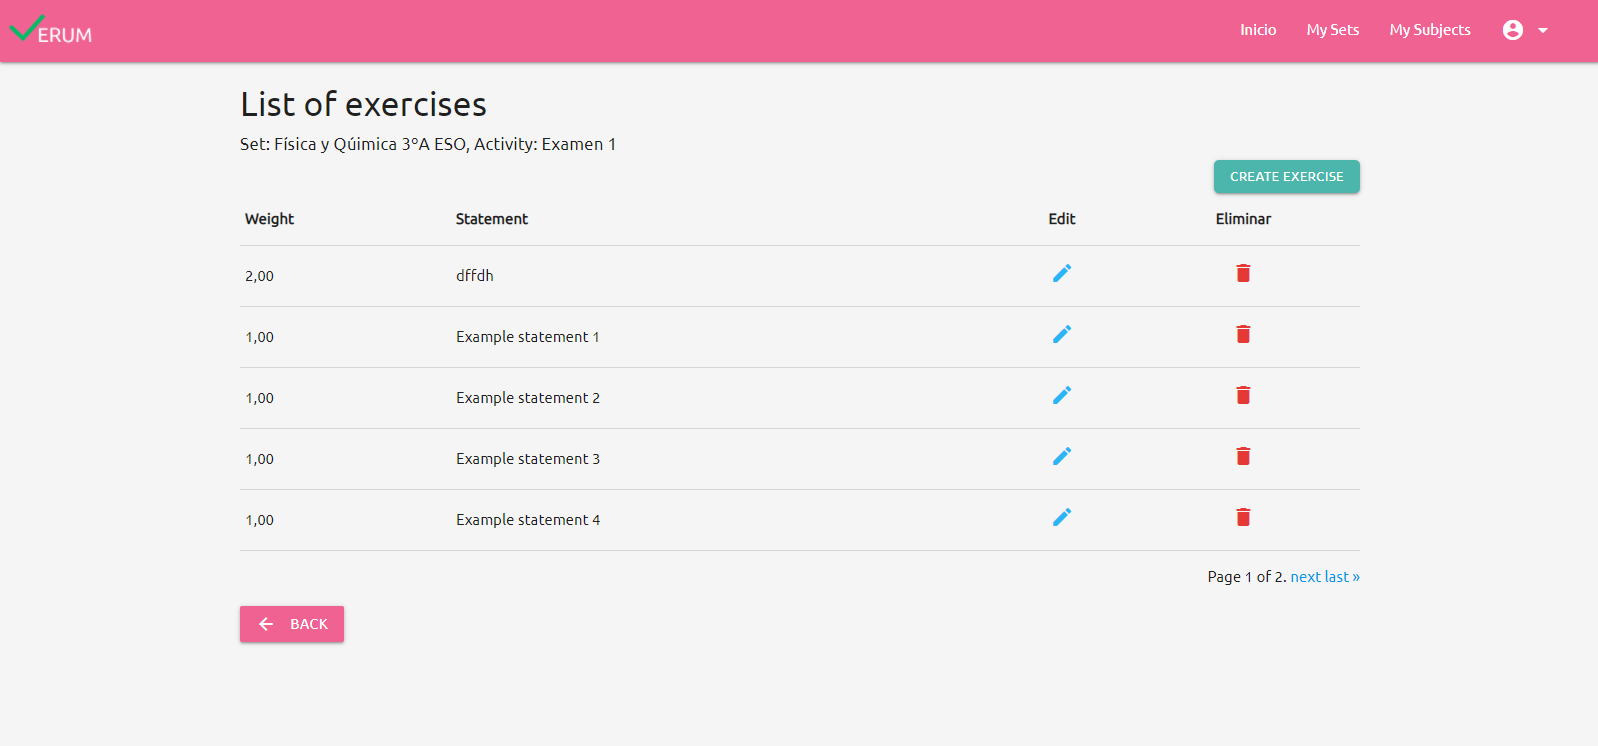 VERUM
Inicio My Sets My Subjects
List of exercises
Set: Física y Qúimica 3ºA ESO, Activity: Examen 1
CREATE EXERCISE
Weight Statement Edit Eliminar
2,00 dffdh
1,00 Example statement 1
1,00 Example statement 2
1,00 Example statement 3
1,00 Example statement 4
Page 1 of 2. next last »
BACK